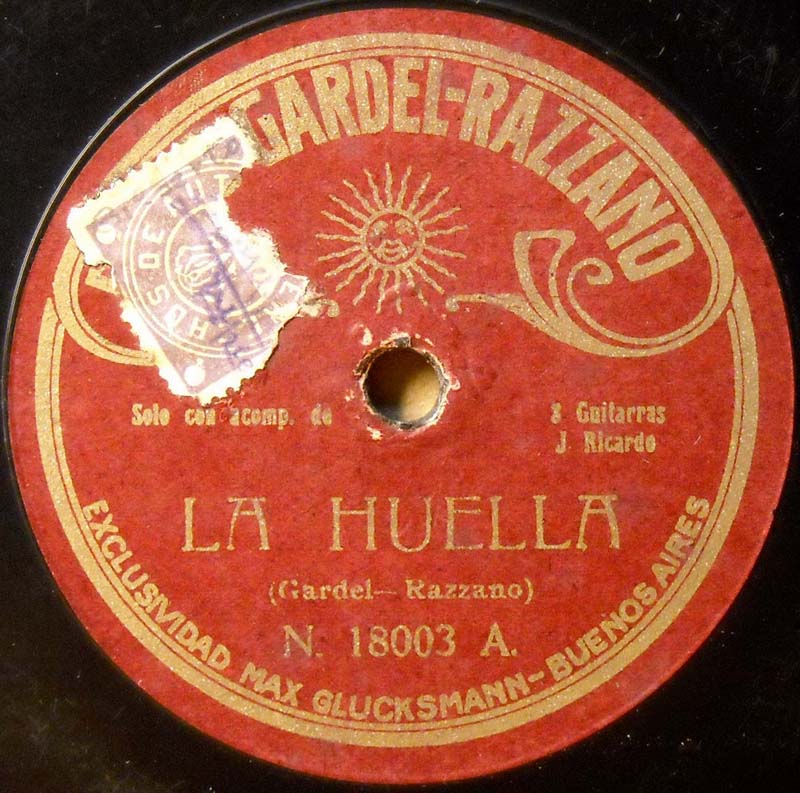 GARDEL-RAZZANO
Solo con acomp. de
3 Guitarras
J. Ricardo
LA HUELLA
(Gardel—Razzano)
N. 18003 A.
EXCLUSIVIDAD MAX GLUCKSMANN-BUENOS AIRES